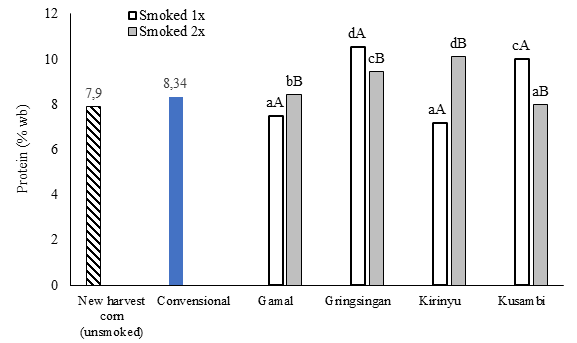 12
10
8
6
4
2
0
Protein (% wb)
Smoked 1x
Smoked 2x
7,9
8,34
aA
bB
dA
cB
aA
dB
cA
aB
New harvest
corn
(unsmoked)
Conventional
Gamal
Gringsingan
Kirinyu
Kusambi